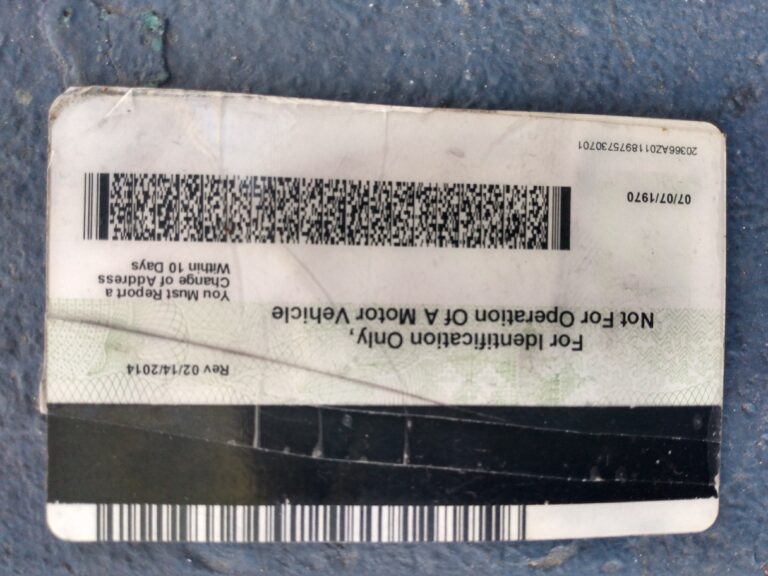 Rev 02/14/2014
For Identification Only,
Not For Operation Of A Motor Vehicle
You Must Report a
Change of Address
Within 10 Days
07/07/1970
20366AZ0118975730701